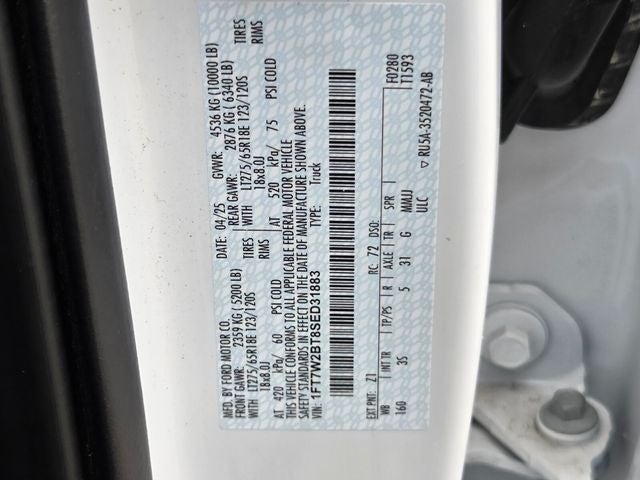 MFD. BY FORD MOTOR CO.
DATE: 04/25 GVWR: 4536 KG (10000 LB)
FRONT GAWR: 2359 KG (5200 LB) REAR GAWR: 2876 KG (6340 LB)
WITH LT275/65R18E 123/120S TIRES WITH LT275/65R18E 123/120S TIRES
18x8.0J RIMS 18x8.0J RIMS
AT 420 kPa/ 60 PSI COLD AT 520 kPa/ 75 PSI COLD
THIS VEHICLE CONFORMS TO ALL APPLICABLE FEDERAL MOTOR VEHICLE
SAFETY STANDARDS IN EFFECT ON THE DATE OF MANUFACTURE SHOWN ABOVE.
VIN: 1FT7W2BT8SED31883 TYPE: Truck
F0280
T1593
EXT PNT: Z1 RC: 72 DSO:
WB INT TR TP/PS R AXLE TR SPR
160 3S 5 31 G MMJJ
ULC
▽ RU5A-3520472-AB